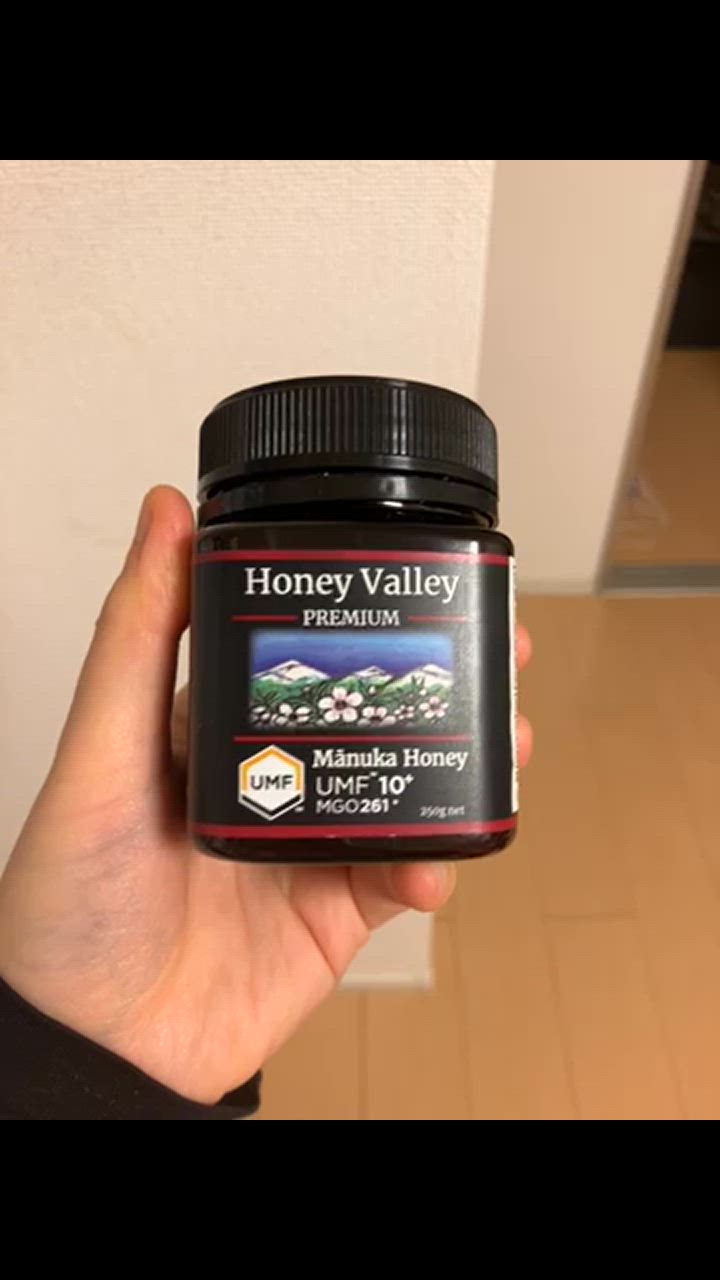 Honey Valley
PREMIUM
UMF
Mānuka Honey
UMF™ 10+
MGO 261+
250g net